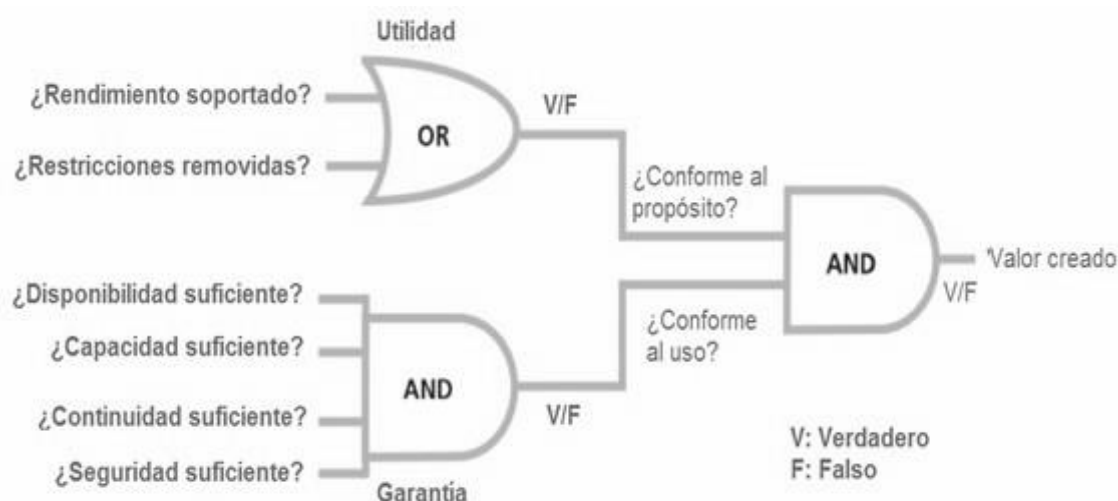 Utilidad
¿Rendimiento soportado?
V/F
OR
¿Restricciones removidas?
¿Conforme al
propósito?
AND
'Valor creado
V/F
¿Disponibilidad suficiente?
¿Conforme
al uso?
¿Capacidad suficiente?
AND
V/F
¿Continuidad suficiente?
¿Seguridad suficiente?
Garantía
V: Verdadero
F: Falso